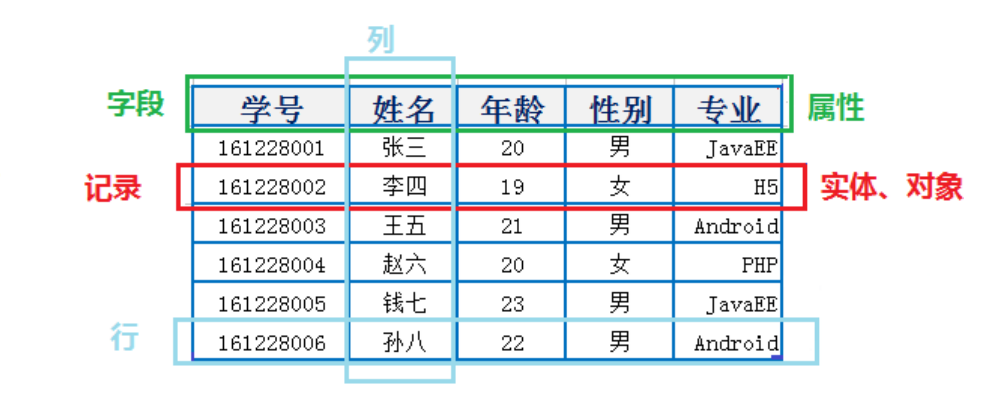 列
字段 学号 姓名 年龄 性别 专业 属性
161228001 张三 20 男 JavaEE
记录 161228002 李四 19 女 H5 实体、对象
161228003 王五 21 男 Android
161228004 赵六 20 女 PHP
161228005 钱七 23 男 JavaEE
行 161228006 孙八 22 男 Android